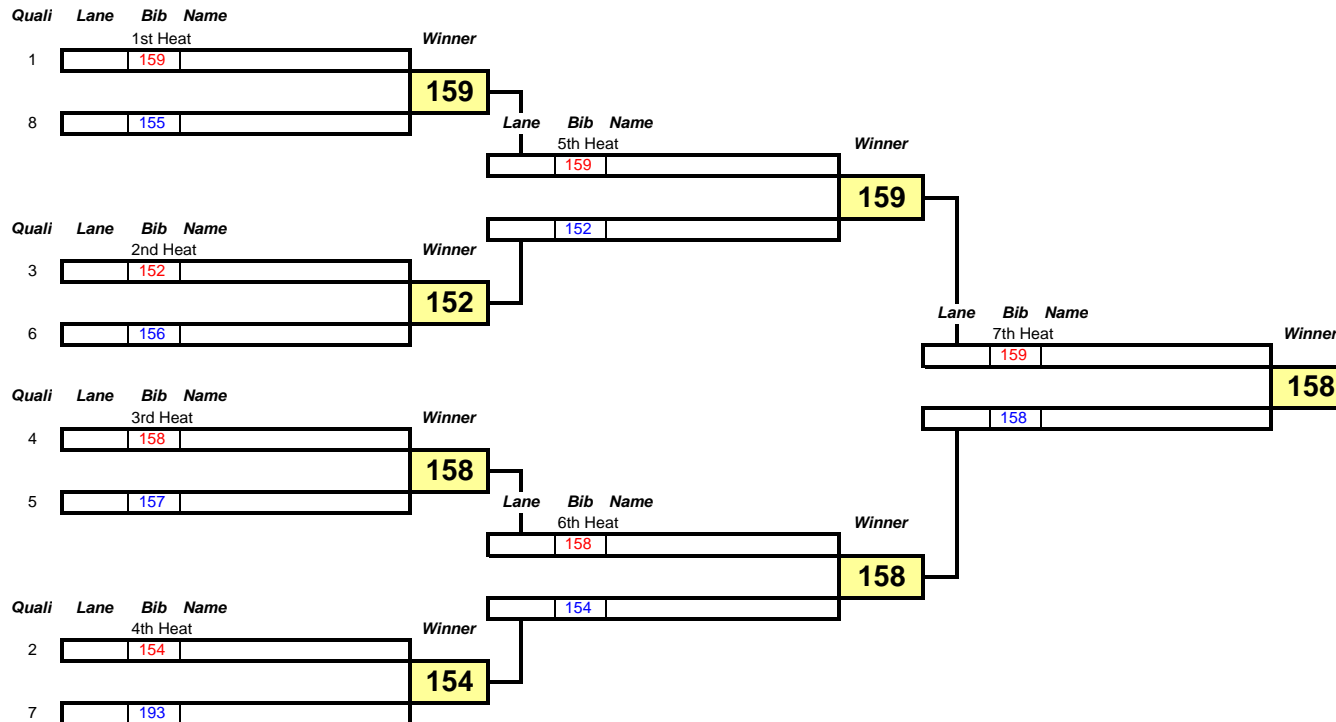 Quali Lane Bib Name
1st Heat Winner
1 159
159
8 155
Lane Bib Name
5th Heat Winner
159
159
Quali Lane Bib Name
152
2nd Heat Winner
3 152
152
6 156
Lane Bib Name
7th Heat Winner
159
158
Quali Lane Bib Name
3rd Heat Winner
158
4 158
158
5 157
Lane Bib Name
6th Heat Winner
158
158
Quali Lane Bib Name
154
4th Heat Winner
2 154
154
7 193